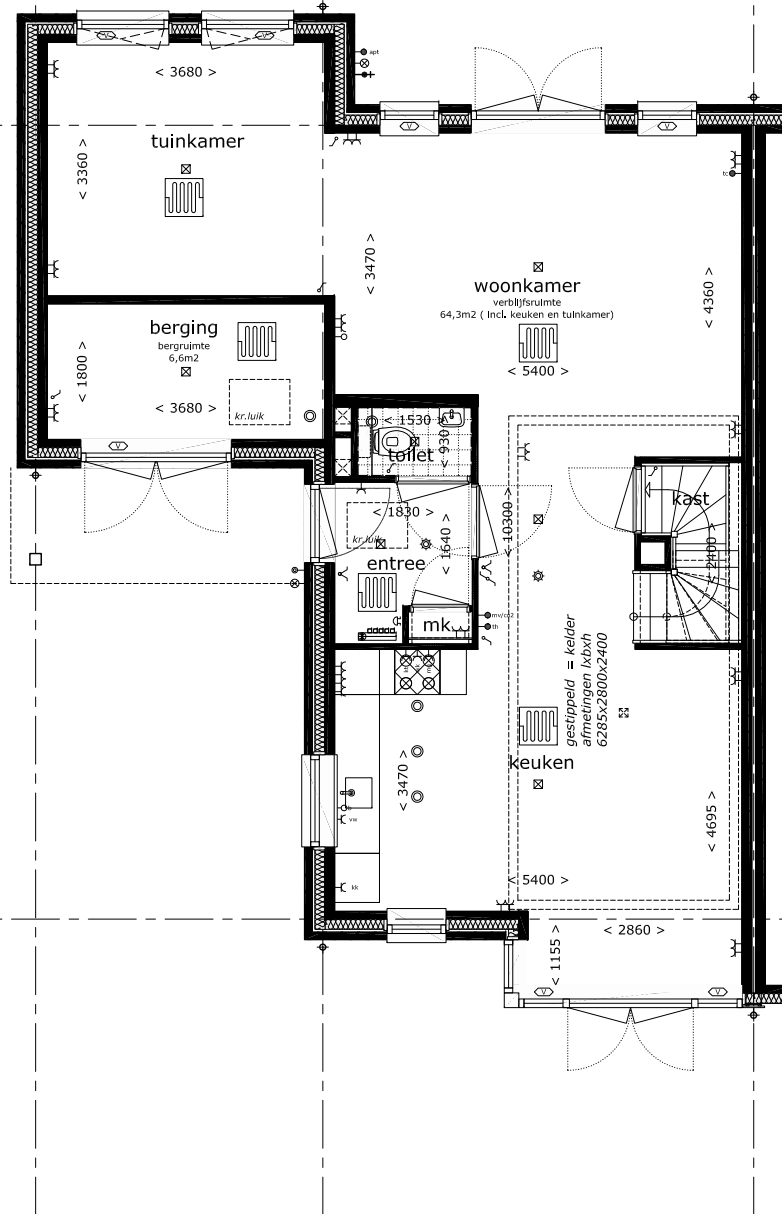 apt
< 3680 >
tuinkamer
< 3360 >
tc
< 3470 >
woonkamer
verblijfsruimte
64,3m2 ( incl. keuken en tuinkamer)
< 4360 >
< 5400 >
berging
bergruimte
6,6m2
< 1800 >
< 3680 >
kr.luik
< 1530 >
< 930 >
toilet
kast
< 2400 >
< 1830 >
< 10300 >
kr.luik
< 1640 >
entree
mk
mv/co2
th
gestippeld = kelder
afmetingen lxbxh
6285x2800x2400
keuken
< 3470 >
vw
kk
< 4695 >
< 5400 >
< 2860 >
< 1155 >
V
V
V
V
V
V